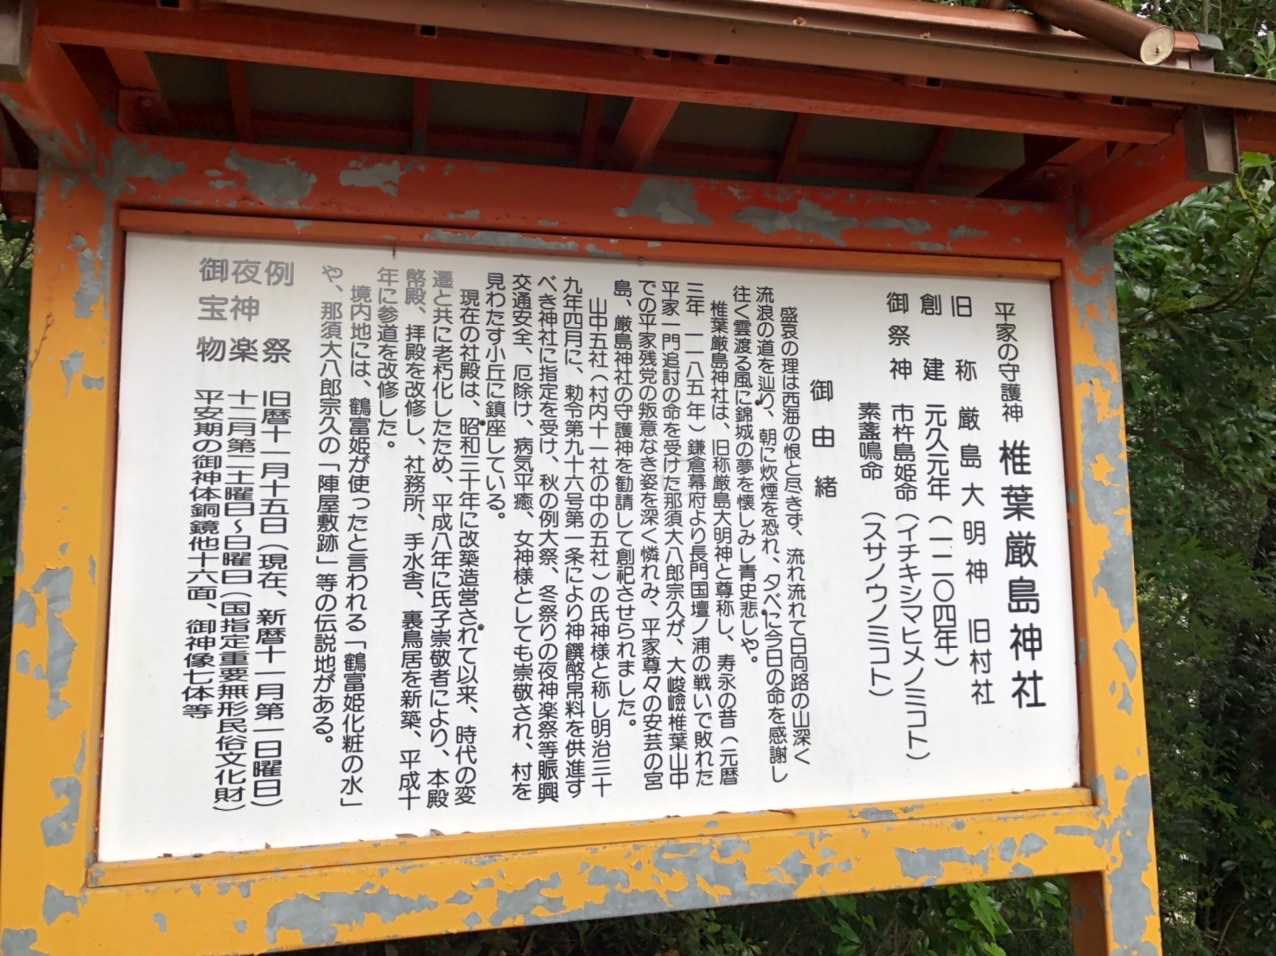 平家の守護神 椎葉厳島神社
旧称 厳島大明神 旧村社
創建 元久元年(一二〇四年)
御祭神 市杵島姫命(イチキシマヒメノミコト)
素盞鳴命(スサノウノミコト)
御由緒
盛衰の理は西海の恨と尽きず、流れ流れて日向路の山深く
流浪の道を辿り、朝に炊煙を恐れ、夕べに今日の命を感謝し
往く雲渡る風に錦城の夢を懐しみし青史悲しや。
椎葉厳島神社は、旧称厳島大明神と尊称し、寿永の昔(元暦
三年一一八五年)鎌倉幕府より長門国壇ノ浦の戦いで敗れた
平家一門追討の命を受けた那須大八郎宗久が、大峻嶮椎葉山中
での平家残党の叛意なき姿を深く憐れみ、平家尊崇の安芸の宮
島、厳島神社の守護神を勧請して創祀させられました。
山中五社(村内十一社の中の五社)の氏神様と称し明治三十
九年四月に、勅令第九十六号第一条により神饌幣帛料を供進す
べき神社に指定を受け、秋の例大祭、冬祭りの夜神楽祭等賑興
交通安全、厄除け、病気平癒、女神様としても崇敬され、村を
見わたす小丘に鎮座している。
現在の社殿は、昭和三十年に改築造営されて以来、時代の変
遷と共に老朽化したため、平成八年に氏子崇敬者により、本殿
幣殿、拝殿を改修し、社務所、手水舎、裏鳥居を新築、平成十
年に参道を改修した。
境内地には、鶴富姫が使ったと言われる「鶴富姫化粧の水」
や、那須大八郎宗久の「陣屋敷跡」等の伝説地がある。
例祭 旧暦十一月十五日(現在、新暦十一月第二日曜日)
夜神楽 十二月第二土曜日〜日曜日(国指定重要無形民俗文化財)
御宝物 平安期の御神体銅鏡他十六面、御神像七体等